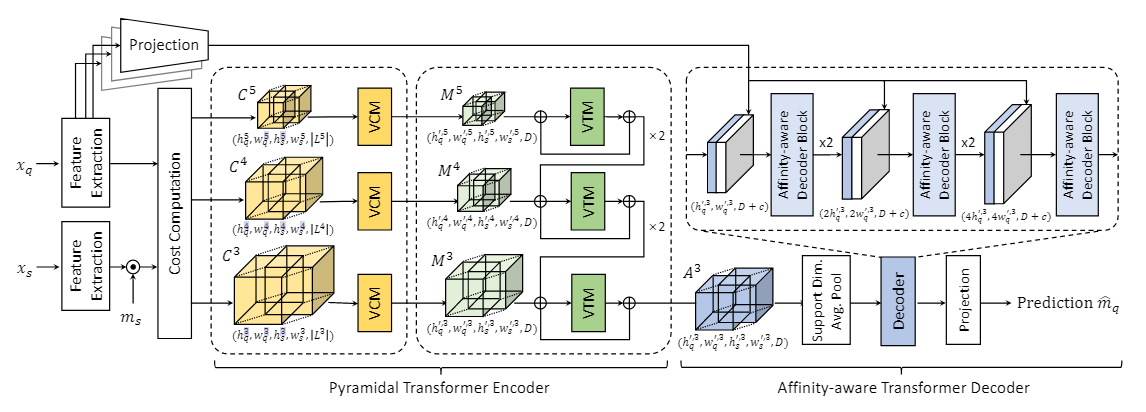 Projection
x_q
Feature
Extraction
x_s
Feature
Extraction
m_s
Cost Computation
C^5
(h_q^5, w_q^5, h_s^5, w_s^5, |L^5|)
VCM
C^4
(h_q^4, w_q^4, h_s^4, w_s^4, |L^4|)
VCM
C^3
(h_q^3, w_q^3, h_s^3, w_s^3, |L^3|)
VCM
M^5
(h_q'^{,5}, w_q'^{,5}, h_s'^{,5}, w_s'^{,5}, D)
VTM
×2
M^4
(h_q'^{,4}, w_q'^{,4}, h_s'^{,4}, w_s'^{,4}, D)
VTM
×2
M^3
(h_q'^{,3}, w_q'^{,3}, h_s'^{,3}, w_s'^{,3}, D)
VTM
Pyramidal Transformer Encoder
(h_q'^{,3}, w_q'^{,3}, D + c)
Affinity-aware
Decoder Block
×2
(2h_q'^{,3}, 2w_q'^{,3}, D + c)
Affinity-aware
Decoder Block
×2
(4h_q'^{,3}, 4w_q'^{,3}, D + c)
Affinity-aware
Decoder Block
A^3
(h_q'^{,3}, w_q'^{,3}, h_s'^{,3}, w_s'^{,3}, D)
Support Dim.
Avg. Pool
Decoder
Projection
Prediction m̂_q
Affinity-aware Transformer Decoder